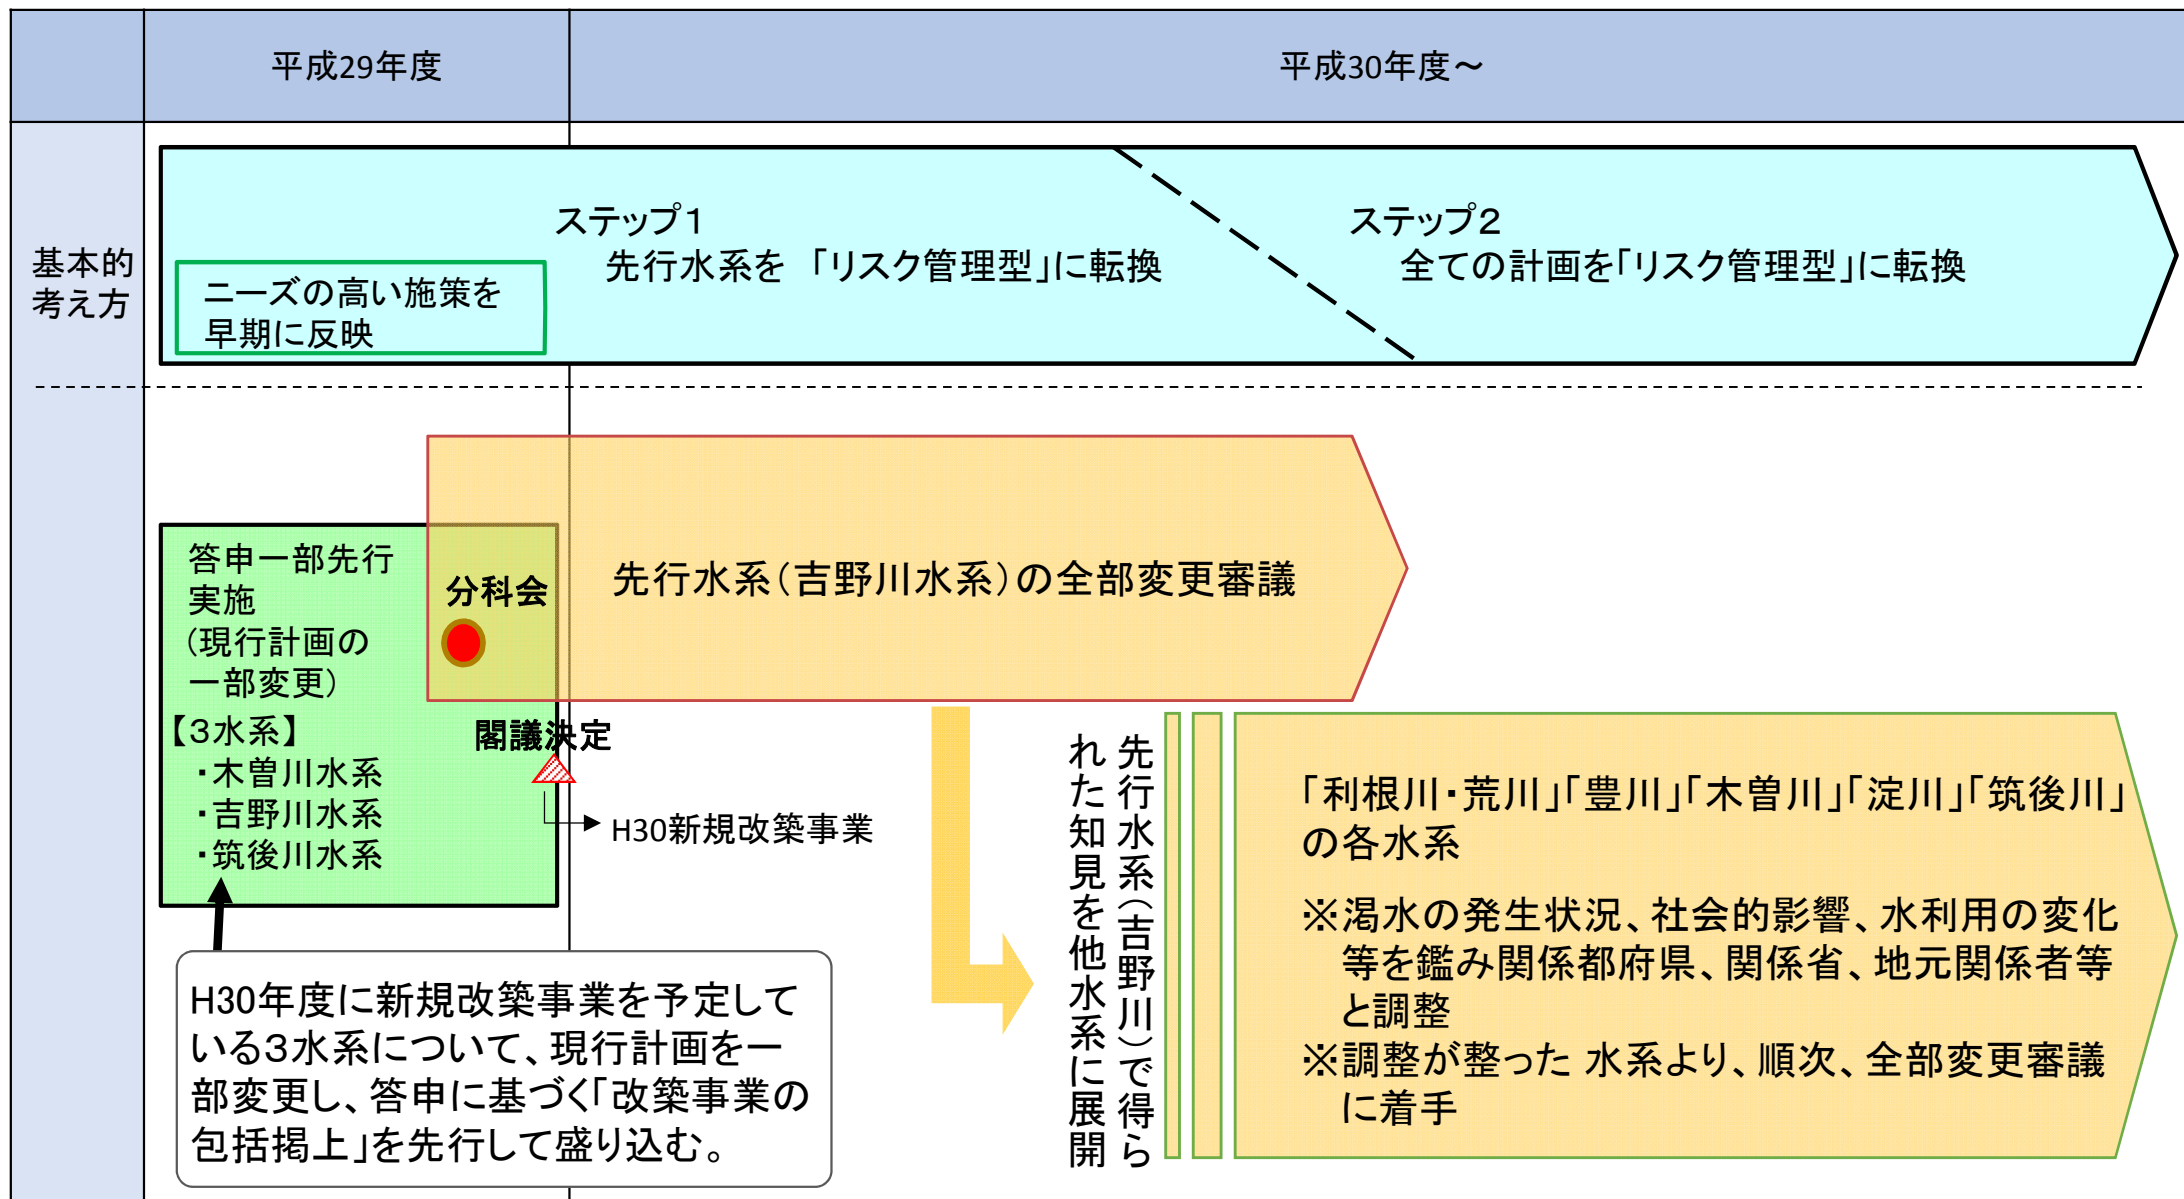 平成29年度
平成30年度～
基本的
考え方
ステップ１
先行水系を 「リスク管理型」に転換
ニーズの高い施策を
早期に反映
ステップ２
全ての計画を「リスク管理型」に転換
答申一部先行
実施
(現行計画の
一部変更)
【３水系】
・木曽川水系
・吉野川水系
・筑後川水系
分科会
先行水系(吉野川水系)の全部変更審議
閣議決定
H30新規改築事業
H30年度に新規改築事業を予定して
いる３水系について、現行計画を一
部変更し、答申に基づく「改築事業の
包括掲上」を先行して盛り込む。
先行水系(吉野川)で得ら
れた知見を他水系に展開
「利根川・荒川」「豊川」「木曽川」「淀川」「筑後川」
の各水系
※渇水の発生状況、社会的影響、水利用の変化
等を鑑み関係都府県、関係省、地元関係者等
と調整
※調整が整った 水系より、順次、全部変更審議
に着手